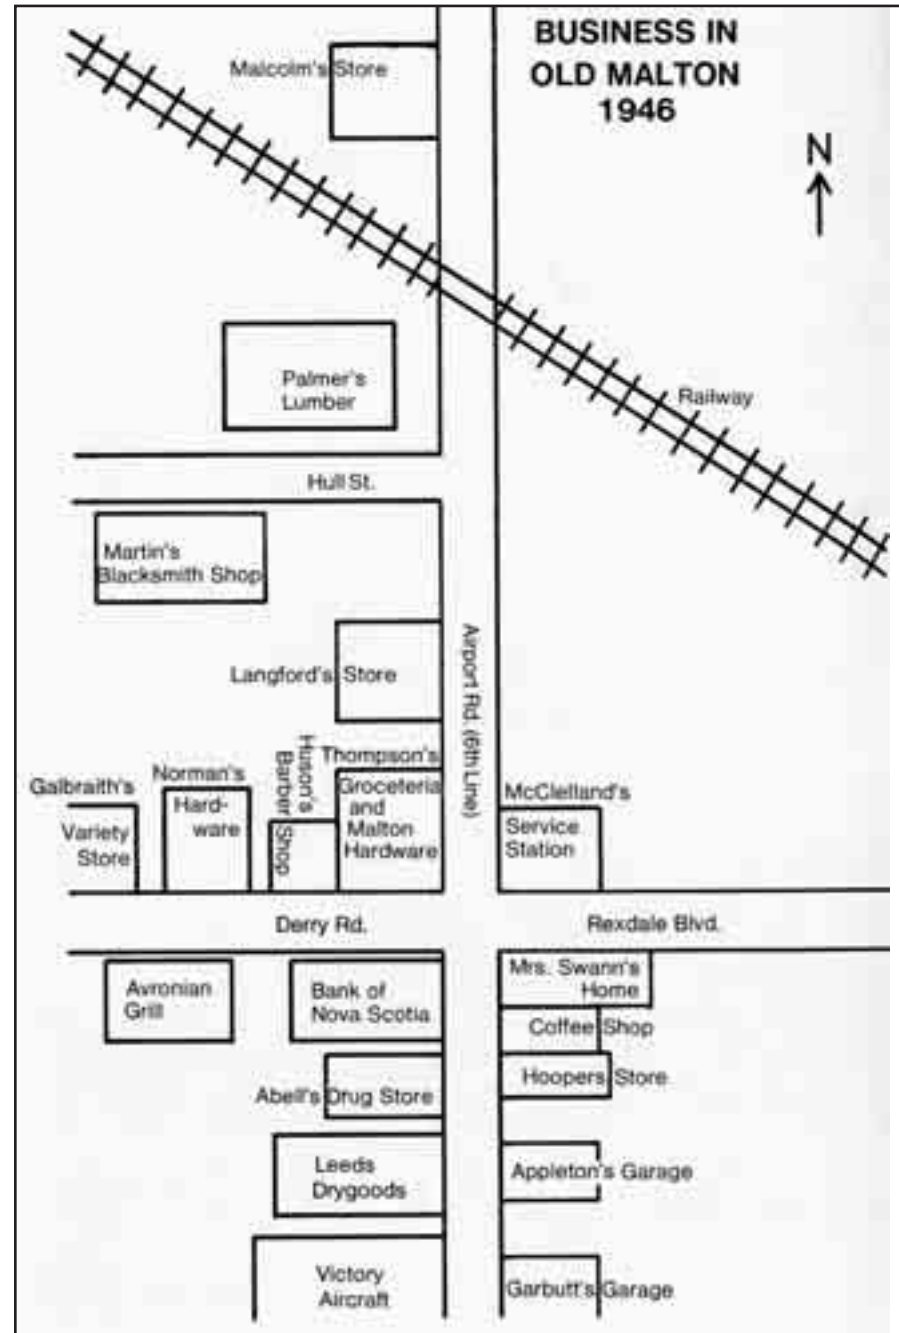 BUSINESS IN
OLD MALTON
1946
N
Malcolm's Store
Palmer's
Lumber
Railway
Hull St.
Martin's
Blacksmith Shop
Langford's Store
Airport Rd. (6th Line)
Galbraith's
Variety
Store
Norman's
Hard-
ware
Huson's
Barber Shop
Thompson's
Groceteria
and
Malton
Hardware
McClelland's
Service
Station
Derry Rd.
Rexdale Blvd.
Avronian
Grill
Bank of
Nova Scotia
Mrs. Swann's
Home
Coffee Shop
Abell's Drug Store
Hoopers Store
Leeds
Drygoods
Appleton's Garage
Victory
Aircraft
Garbutt's Garage